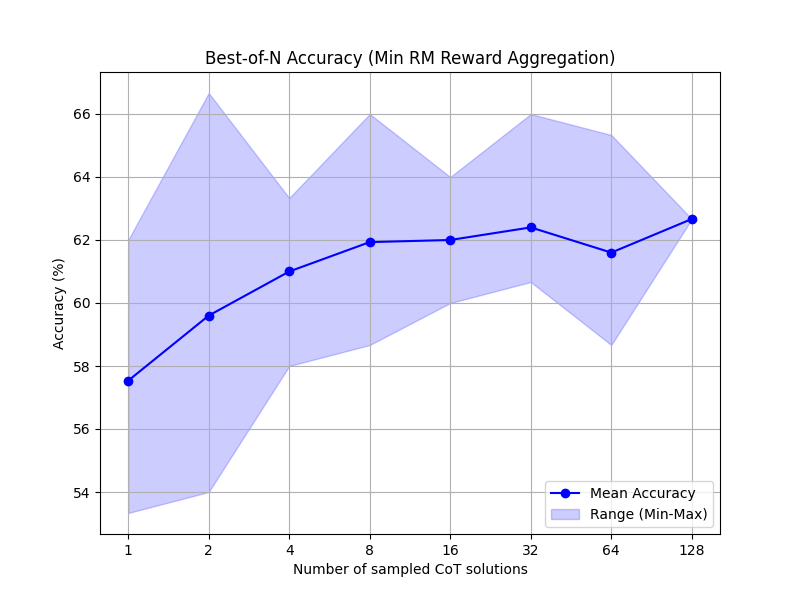 Best-of-N Accuracy (Min RM Reward Aggregation)
Accuracy (%)
66
64
62
60
58
56
54
Mean Accuracy
Range (Min-Max)
1 2 4 8 16 32 64 128
Number of sampled CoT solutions